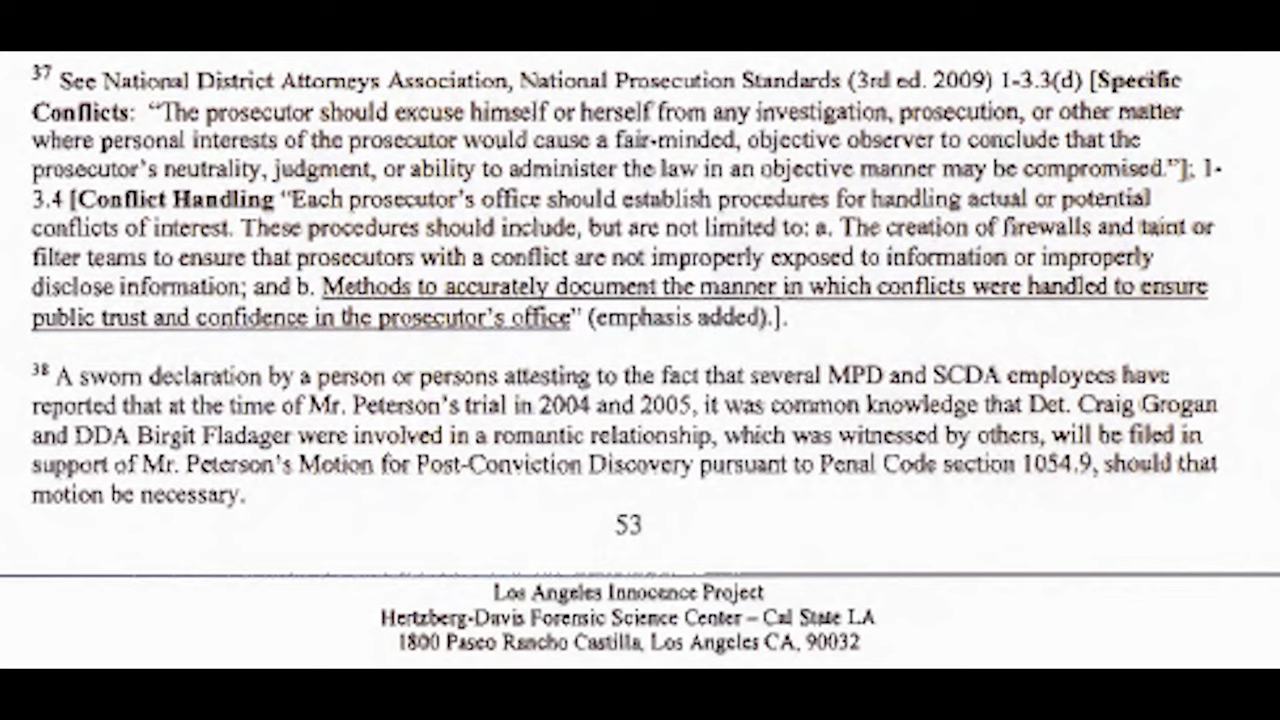 37 See National District Attorneys Association, National Prosecution Standards (3rd ed. 2009) 1-3.3(d) [Specific
Conflicts: “The prosecutor should excuse himself or herself from any investigation, prosecution, or other matter
where personal interests of the prosecutor would cause a fair-minded, objective observer to conclude that the
prosecutor’s neutrality, judgment, or ability to administer the law in an objective manner may be compromised.”]; 1-
3.4 [Conflict Handling “Each prosecutor’s office should establish procedures for handling actual or potential
conflicts of interest. These procedures should include, but are not limited to: a. The creation of firewalls and taint or
filter teams to ensure that prosecutors with a conflict are not improperly exposed to information or improperly
disclose information; and b. Methods to accurately document the manner in which conflicts were handled to ensure
public trust and confidence in the prosecutor’s office” (emphasis added).].
38 A sworn declaration by a person or persons attesting to the fact that several MPD and SCDA employees have
reported that at the time of Mr. Peterson’s trial in 2004 and 2005, it was common knowledge that Det. Craig Grogan
and DDA Birgit Fladager were involved in a romantic relationship, which was witnessed by others, will be filed in
support of Mr. Peterson’s Motion for Post-Conviction Discovery pursuant to Penal Code section 1054.9, should that
motion be necessary.
53
Los Angeles Innocence Project
Hertzberg-Davis Forensic Science Center – Cal State LA
1800 Paseo Rancho Castilla, Los Angeles CA, 90032